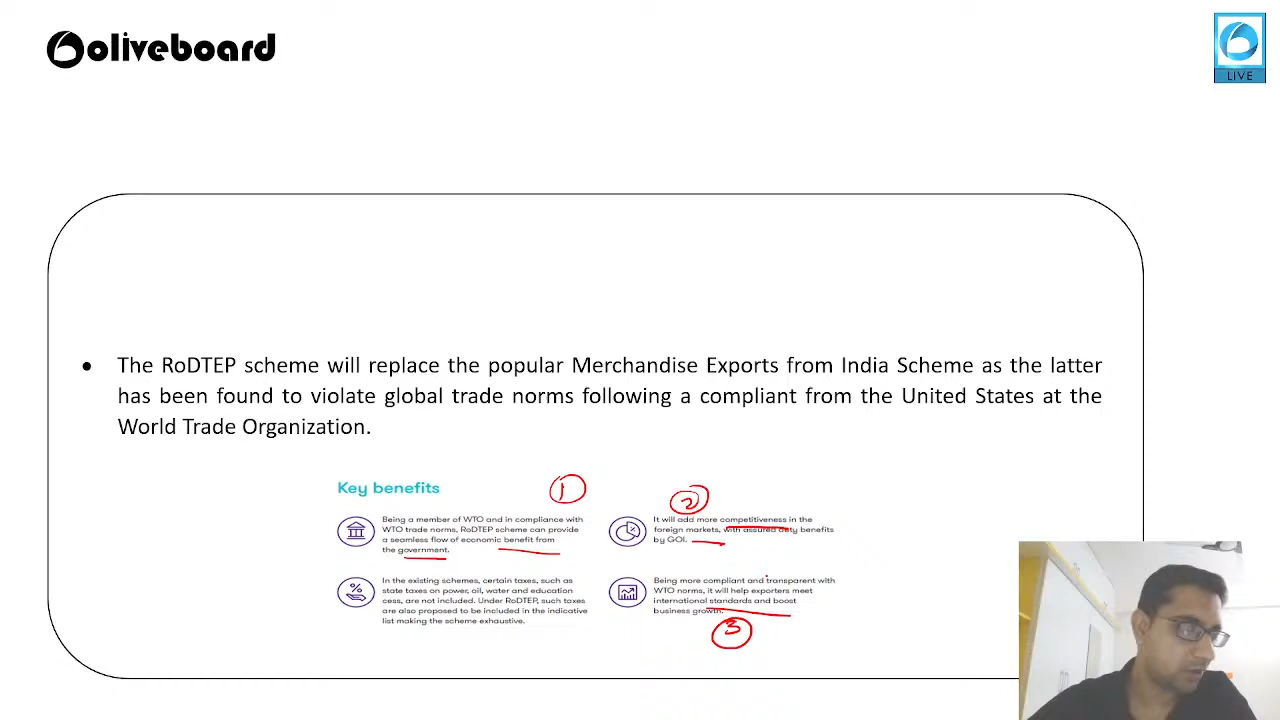 oliveboard
LIVE
The RoDTEP scheme will replace the popular Merchandise Exports from India Scheme as the latter
has been found to violate global trade norms following a compliant from the United States at the
World Trade Organization.
Key benefits
1
2
Being a member of WTO and in compliance with
WTO trade norms, RoDTEP scheme can provide
a seamless flow of economic benefit from
the government.
It will add more competitiveness in the
foreign markets, with assured duty benefits
by GOI.
In the existing schemes, certain taxes, such as
state taxes on power, oil, water and education
cess, are not included. Under RoDTEP, such taxes
are also proposed to be included in the indicative
list making the scheme exhaustive.
Being more compliant and transparent with
WTO norms, it will help exporters meet
international standards and boost
business growth.
3